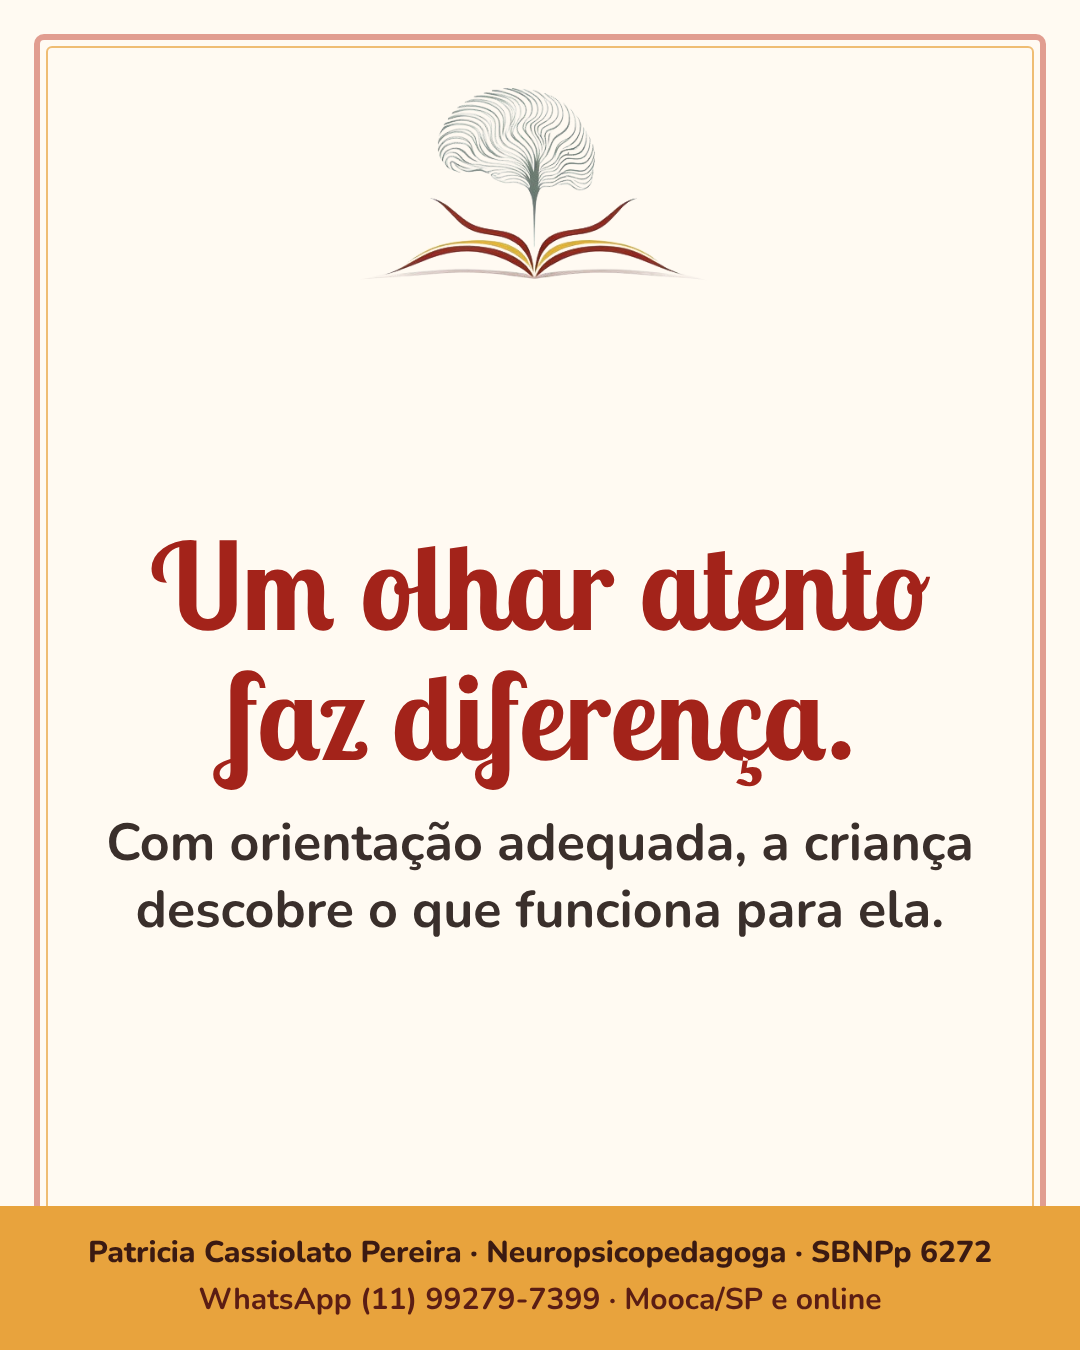 Um olhar atento
faz diferença.
Com orientação adequada, a criança
descobre o que funciona para ela.
Patricia Cassiolato Pereira · Neuropsicopedagoga · SBNPp 6272
WhatsApp (11) 99279-7399 · Mooca/SP e online